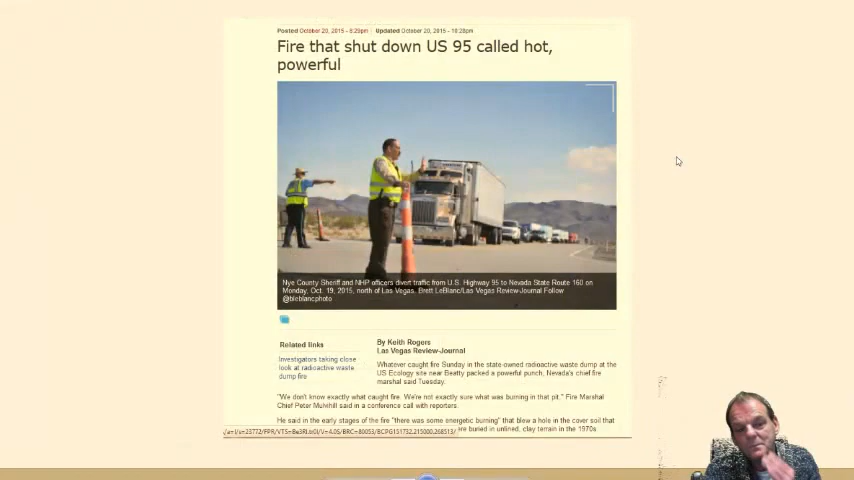 Posted October 20, 2015 - 8:29pm | Updated October 20, 2015 - 10:28pm
Fire that shut down US 95 called hot,
powerful
Nye County Sheriff and NHP officers divert traffic from U.S. Highway 95 to Nevada State Route 160 on
Monday, Oct. 19, 2015, north of Las Vegas. Brett LeBlanc/Las Vegas Review-Journal Follow
@bleblancphoto
Related links
Investigators taking close
look at radioactive waste
dump fire
By Keith Rogers
Las Vegas Review-Journal
Whatever caught fire Sunday in the state-owned radioactive waste dump at the
US Ecology site near Beatty packed a powerful punch, Nevada's chief fire
marshal said Tuesday.
"We don't know exactly what caught fire. We're not exactly sure what was burning in that pit," Fire Marshal
Chief Peter Mulvihill said in a conference call with reporters.
He said in the early stages of the fire "there was some energetic burning" that blew a hole in the cover soil that
buried in unlined, clay terrain in the 1970s.